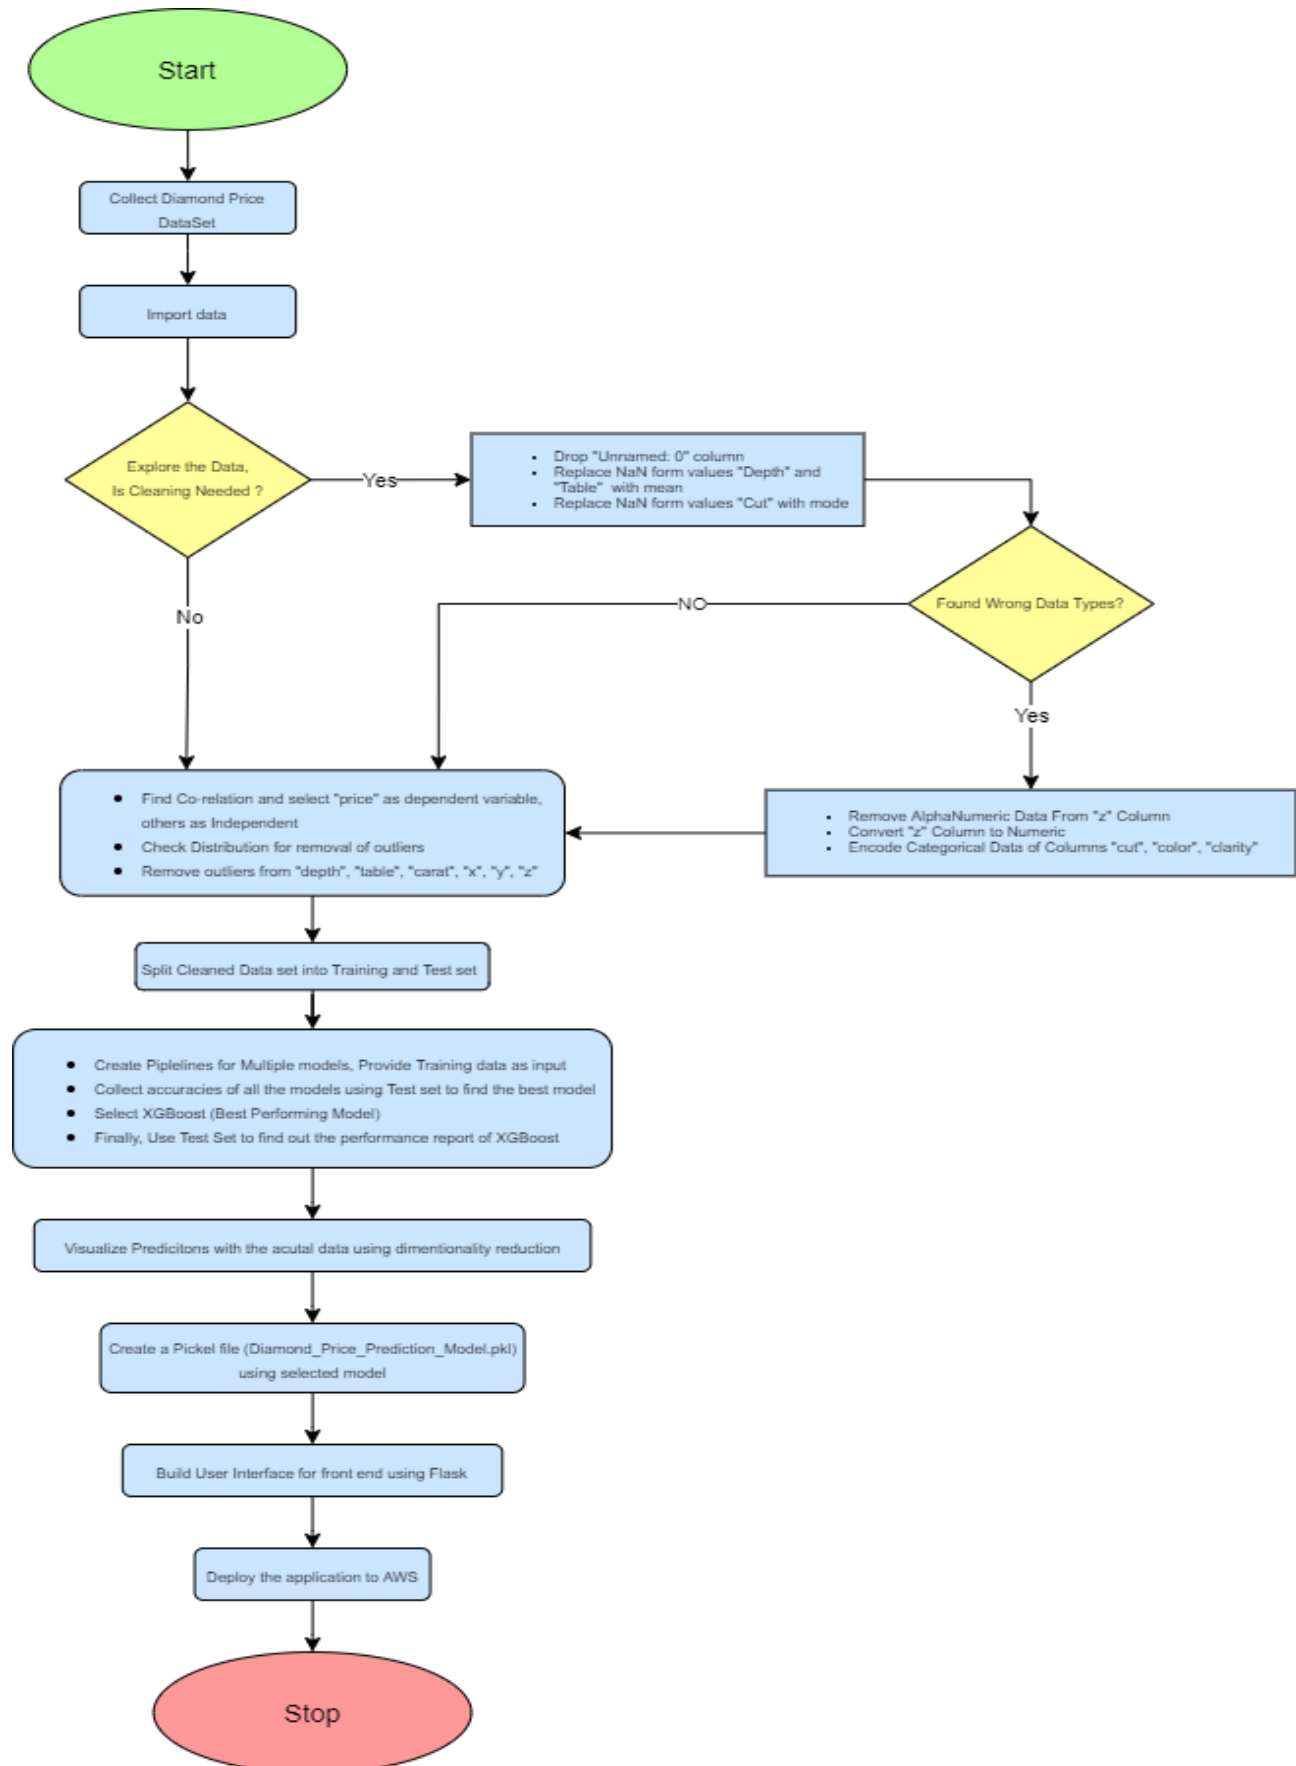 Start
Collect Diamond Price
DataSet
Import data
Explore the Data,
Is Cleaning Needed ?
Yes
• Drop "Unnamed: 0" column
• Replace NaN form values "Depth" and
"Table" with mean
• Replace NaN form values "Cut" with mode
Found Wrong Data Types?
NO
No
Yes
• Find Co-relation and select "price" as dependent variable,
others as Independent
• Check Distribution for removal of outliers
• Remove outliers from "depth", "table", "carat", "x", "y", "z"
• Remove AlphaNumeric Data From "z" Column
• Convert "z" Column to Numeric
• Encode Categorical Data of Columns "cut", "color", "clarity"
Split Cleaned Data set into Training and Test set
• Create Piplelines for Multiple models, Provide Training data as input
• Collect accuracies of all the models using Test set to find the best model
• Select XGBoost (Best Performing Model)
• Finally, Use Test Set to find out the performance report of XGBoost
Visualize Predicitons with the acutal data using dimentionality reduction
Create a Pickel file (Diamond_Price_Prediction_Model.pkl)
using selected model
Build User Interface for front end using Flask
Deploy the application to AWS
Stop